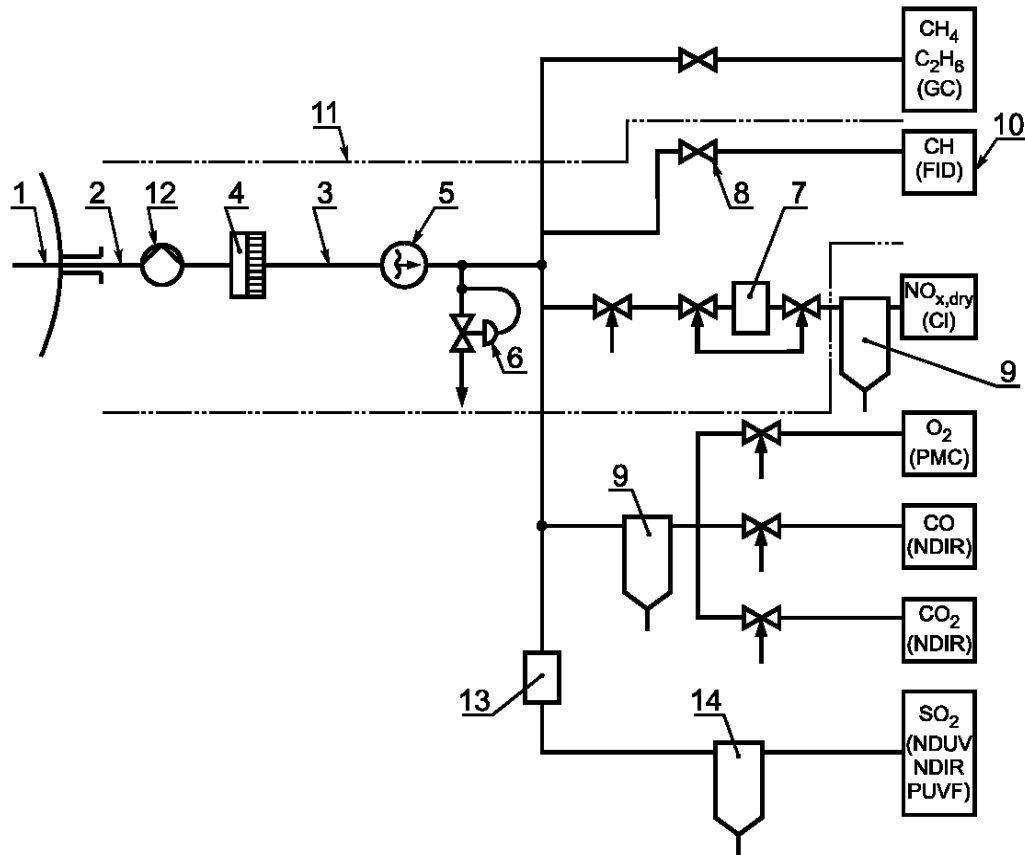 CH₄
C₂H₆
(GC)
11
10
CH
(FID)
1
2
12
4
3
5
8
7
NOx,dry
(CI)
6
9
O₂
(PMC)
9
CO
(NDIR)
CO₂
(NDIR)
13
14
SO₂
(NDUV
NDIR
PUVF)